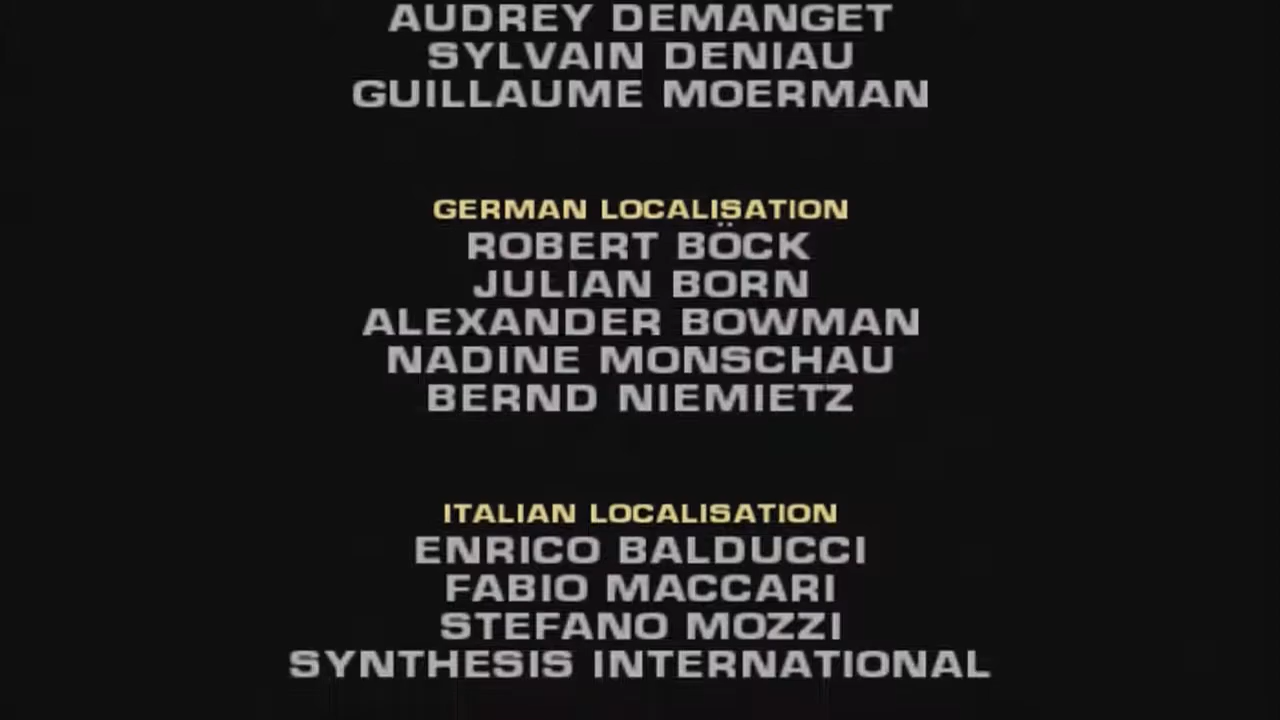 AUDREY DEMANGET
SYLVAIN DENIAU
GUILLAUME MOERMAN
GERMAN LOCALISATION
ROBERT BÖCK
JULIAN BORN
ALEXANDER BOWMAN
NADINE MONSCHAU
BERND NIEMIETZ
ITALIAN LOCALISATION
ENRICO BALDUCCI
FABIO MACCARI
STEFANO MOZZI
SYNTHESIS INTERNATIONAL